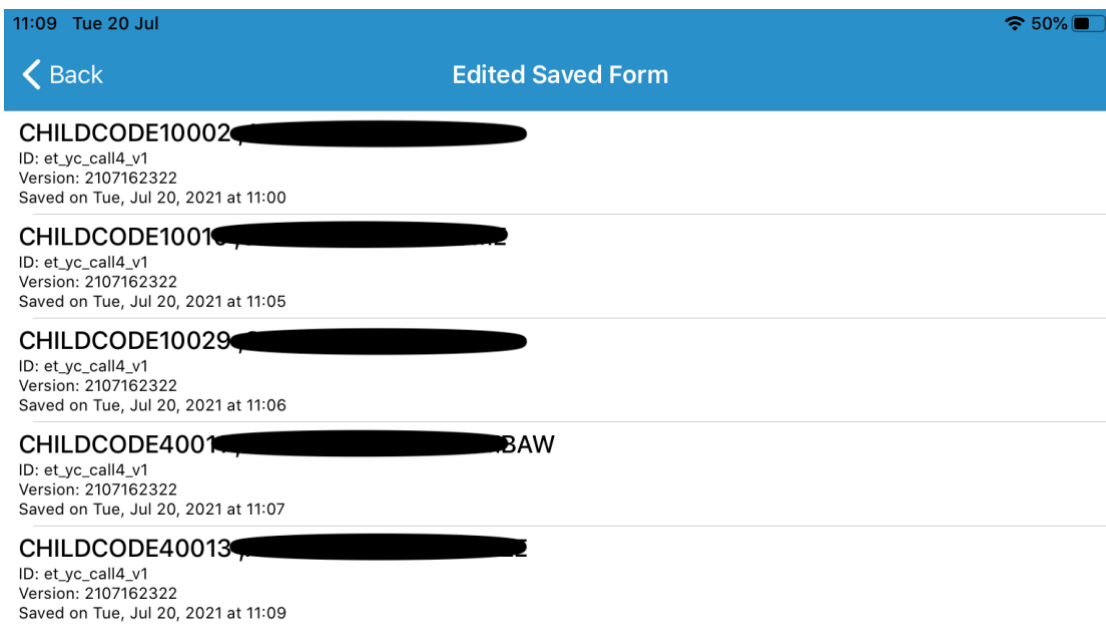 11:09 Tue 20 Jul 50%
Back Edited Saved Form
CHILDCODE10002
ID: et_yc_call4_v1
Version: 2107162322
Saved on Tue, Jul 20, 2021 at 11:00
ID: et_yc_call4_v1
Version: 2107162322
Saved on Tue, Jul 20, 2021 at 11:05
CHILDCODE10029
ID: et_yc_call4_v1
Version: 2107162322
Saved on Tue, Jul 20, 2021 at 11:06
ID: et_yc_call4_v1
Version: 2107162322
Saved on Tue, Jul 20, 2021 at 11:07
CHILDCODE40013
ID: et_yc_call4_v1
Version: 2107162322
Saved on Tue, Jul 20, 2021 at 11:09